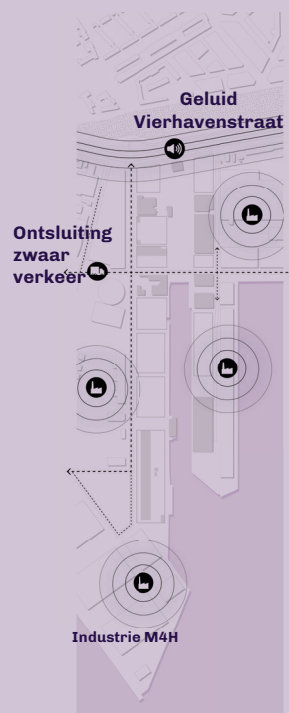 Geluid
Vierhavenstraat
Ontsluiting
zwaar
verkeer
Industrie M4H